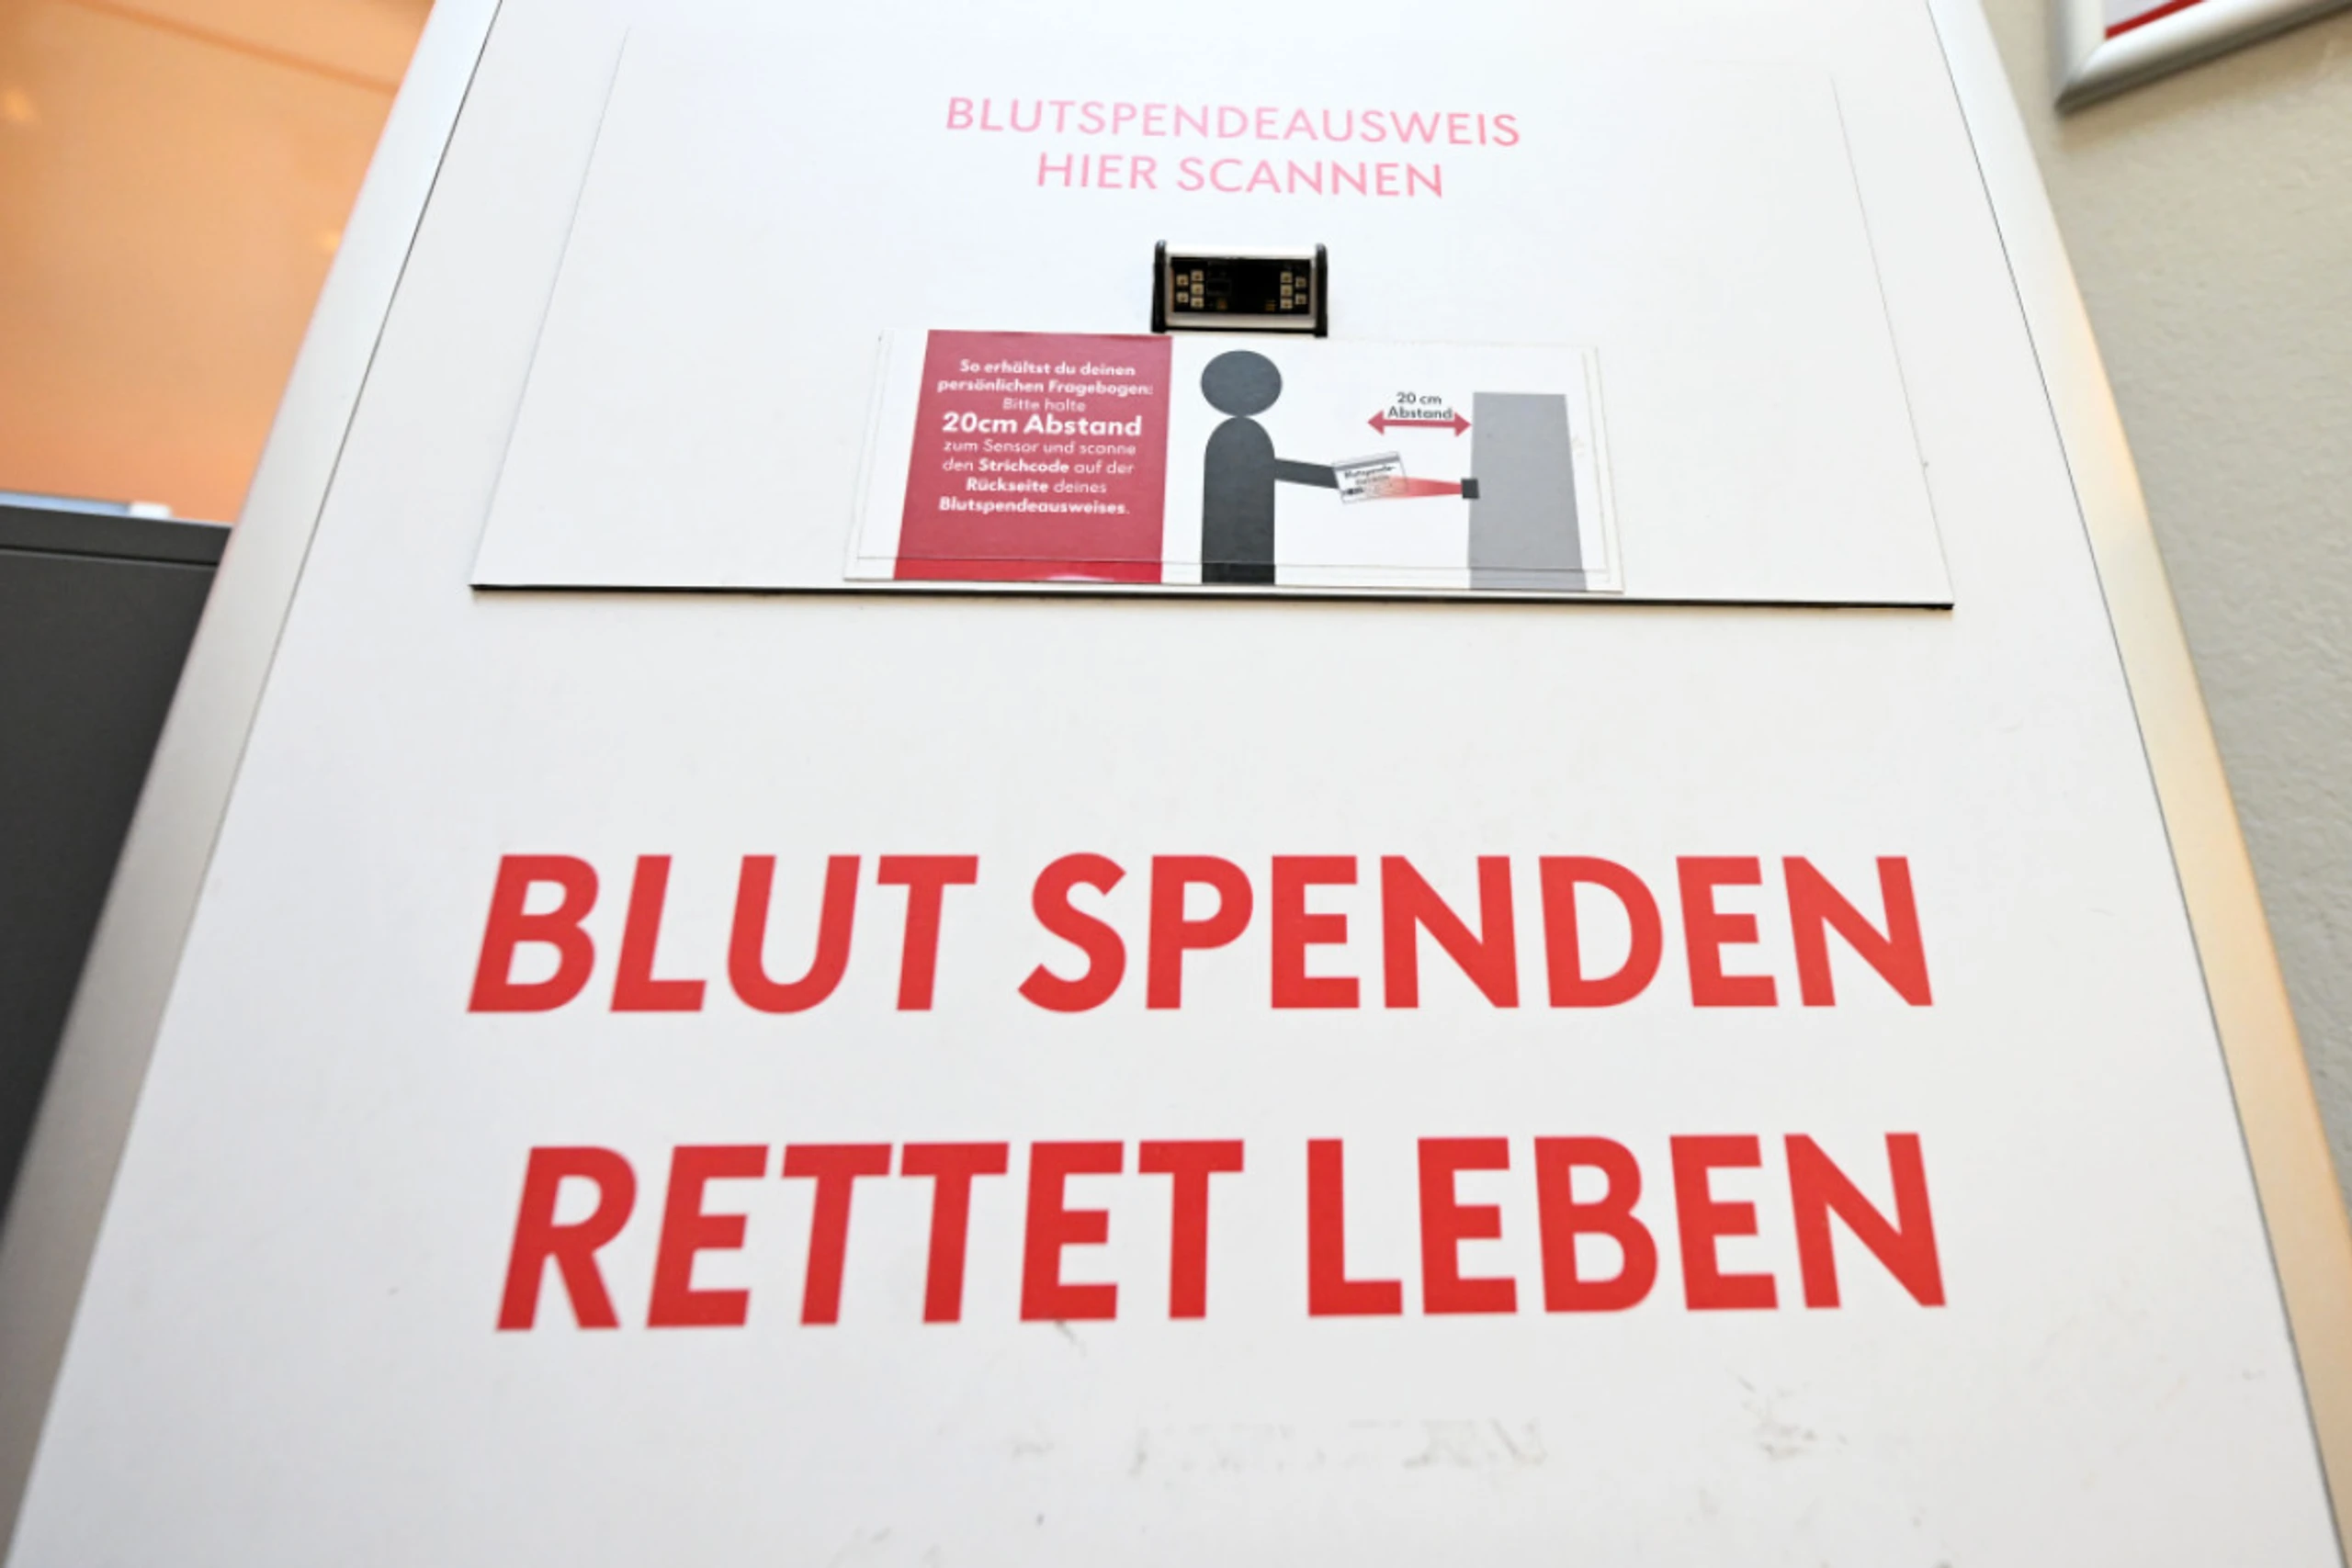 BLUTSPENDEAUSWEIS
HIER SCANNEN
So erhältst du deinen
persönlichen Fragebogen:
Bitte halte
20cm Abstand
zum Sensor und scanne
den Strichcode auf der
Rückseite deines
Blutspendeausweises.
20 cm
Abstand
Blutspende-
BLUT SPENDEN
RETTET LEBEN